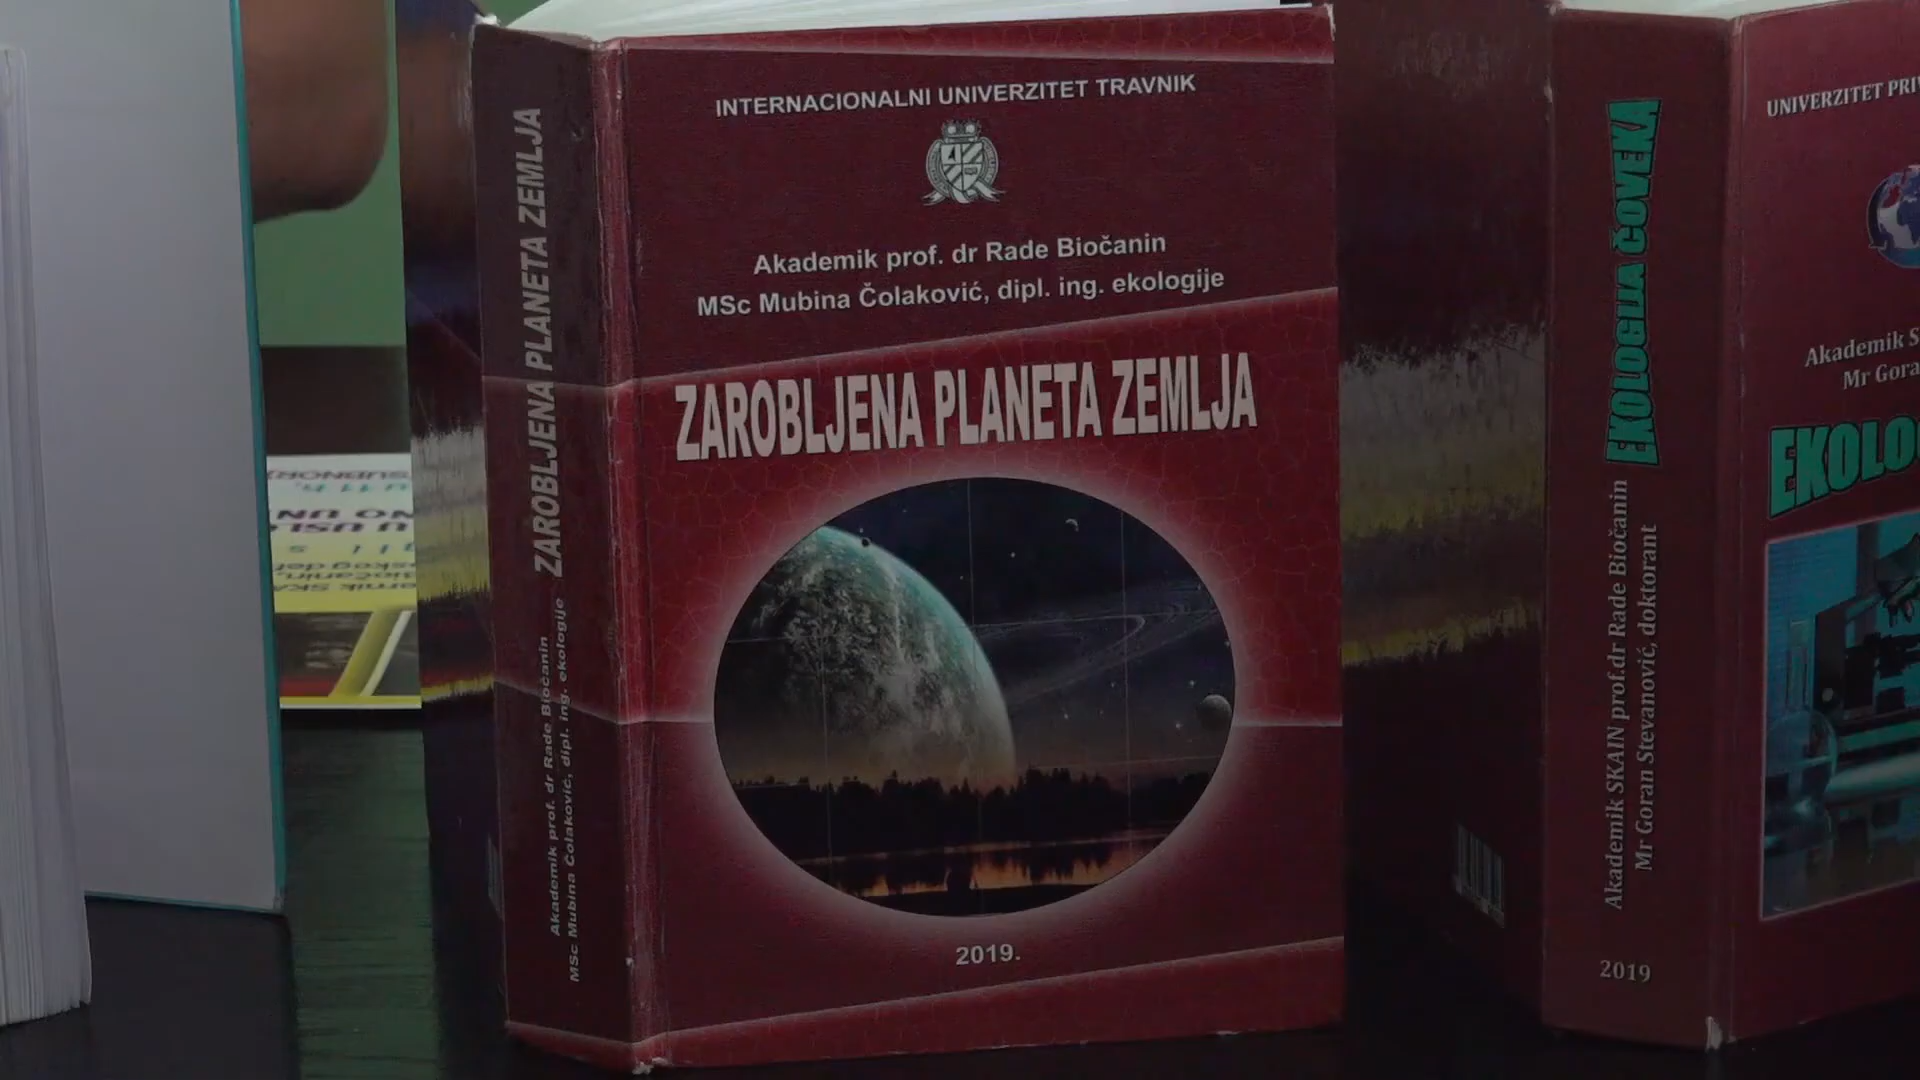 INTERNACIONALNI UNIVERZITET TRAVNIK
Akademik prof. dr Rade Biočanin
MSc Mubina Čolaković, dipl. ing. ekologije
ZAROBLJENA PLANETA ZEMLJA
2019.
ZAROBLJENA PLANETA ZEMLJA
Akademik prof. dr Rade Biočanin
MSc Mubina Čolaković, dipl. ing. ekologije
EKOLOGIJA ČOVEKA
Akademik SKAIN prof.dr Rade Biočanin
Mr Goran Stevanović, doktorant
2019
UNIVERZITET
Akademik
Mr